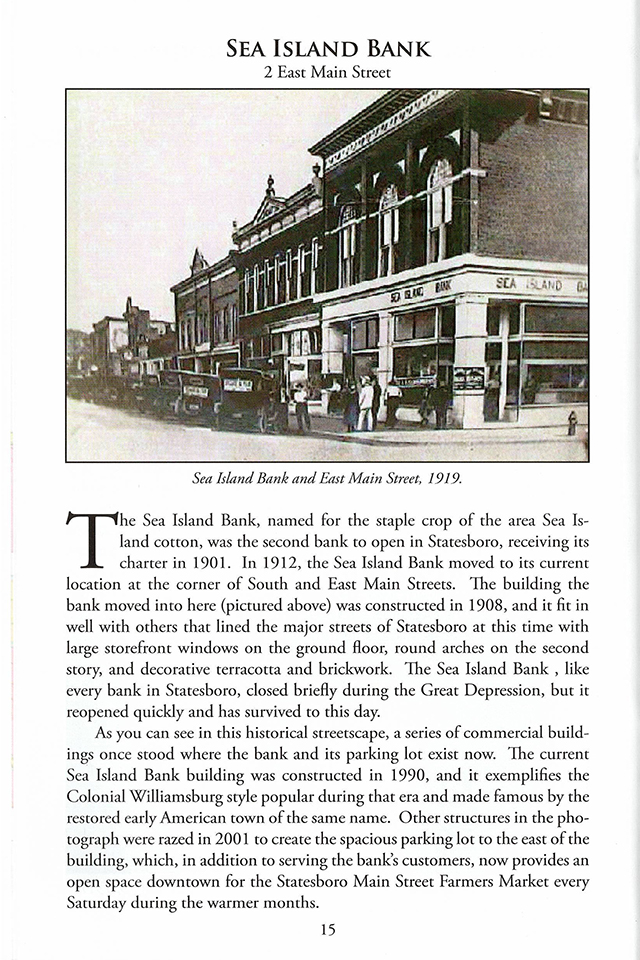 SEA ISLAND BANK
2 East Main Street
SEA ISLAND BANK
SEA ISLAND BA
Sea Island Bank and East Main Street, 1919.
The Sea Island Bank, named for the staple crop of the area Sea Is-
land cotton, was the second bank to open in Statesboro, receiving its
charter in 1901. In 1912, the Sea Island Bank moved to its current
location at the corner of South and East Main Streets. The building the
bank moved into here (pictured above) was constructed in 1908, and it fit in
well with others that lined the major streets of Statesboro at this time with
large storefront windows on the ground floor, round arches on the second
story, and decorative terracotta and brickwork. The Sea Island Bank , like
every bank in Statesboro, closed briefly during the Great Depression, but it
reopened quickly and has survived to this day.
As you can see in this historical streetscape, a series of commercial build-
ings once stood where the bank and its parking lot exist now. The current
Sea Island Bank building was constructed in 1990, and it exemplifies the
Colonial Williamsburg style popular during that era and made famous by the
restored early American town of the same name. Other structures in the pho-
tograph were razed in 2001 to create the spacious parking lot to the east of the
building, which, in addition to serving the bank's customers, now provides an
open space downtown for the Statesboro Main Street Farmers Market every
Saturday during the warmer months.
15